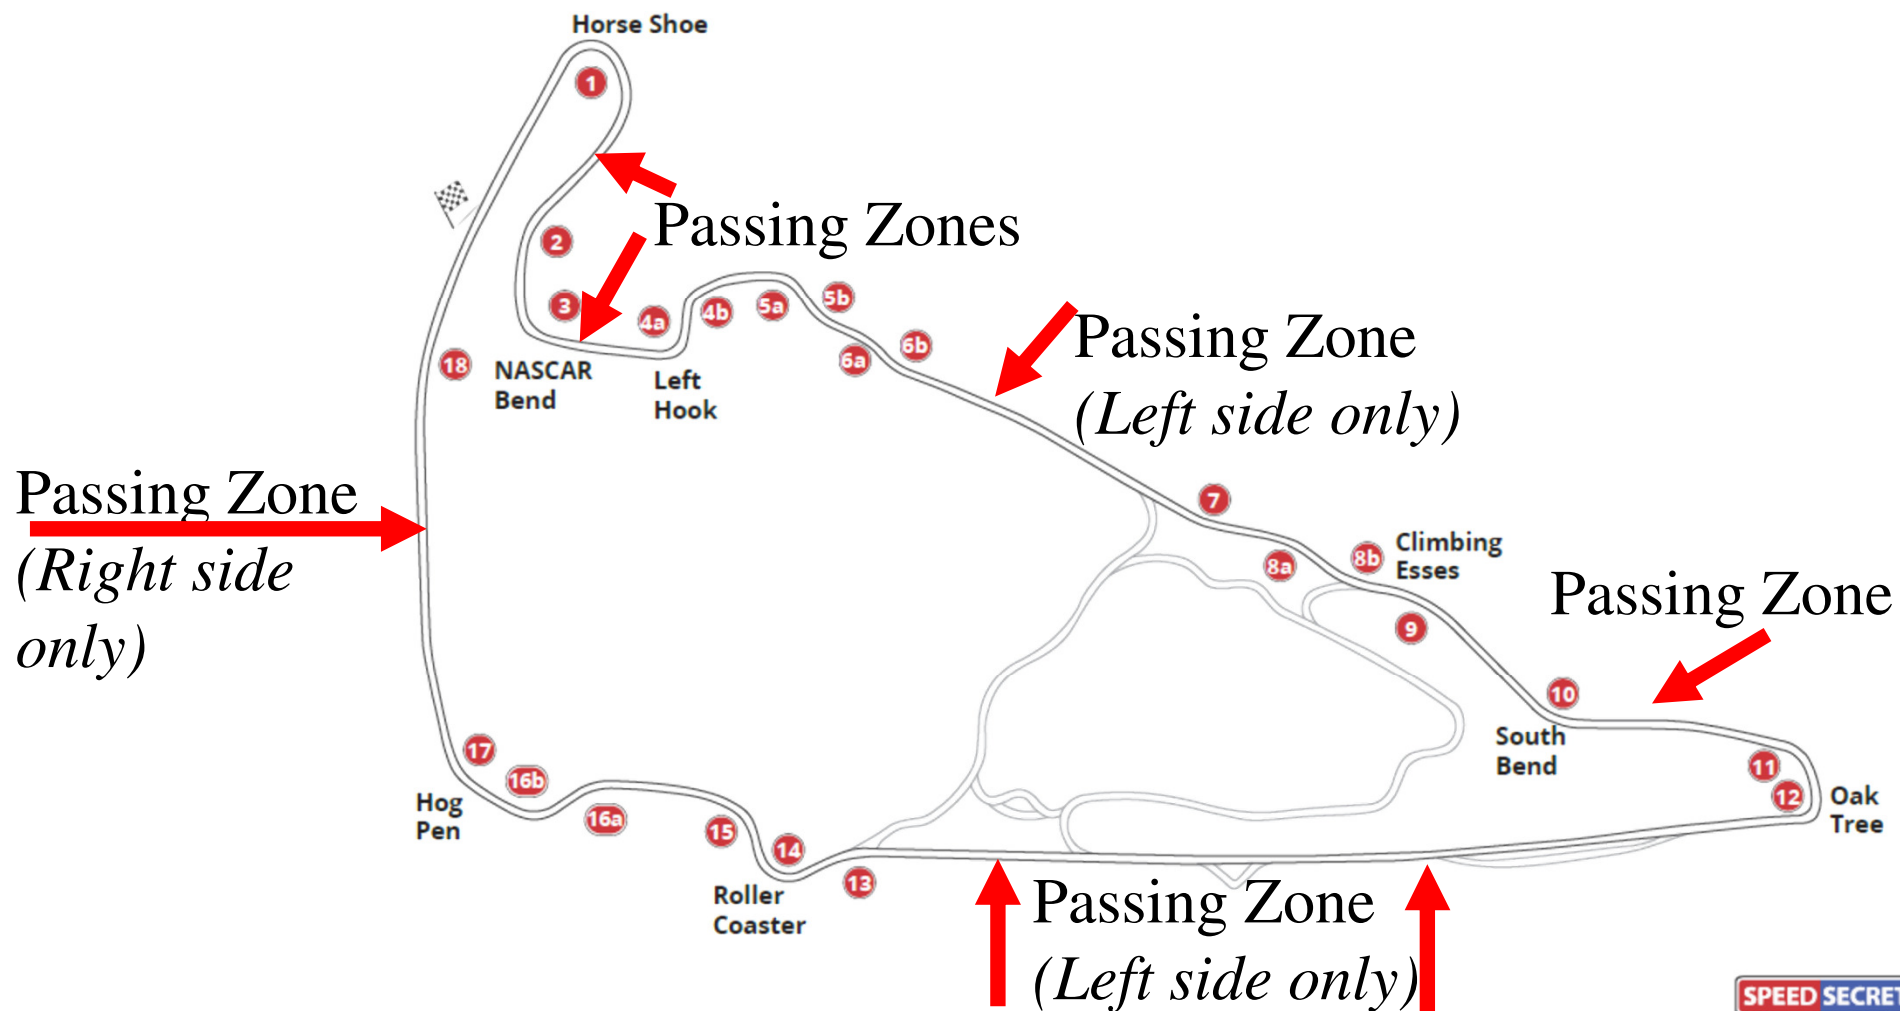 Horse Shoe
1
Passing Zones
2
3
4a
4b
5a
5b
6a
6b
18
NASCAR
Bend
Left
Hook
Passing Zone
(Left side only)
Passing Zone
(Right side
only)
7
8a
8b
Climbing
Esses
9
Passing Zone
10
South
Bend
11
12
Oak
Tree
17
16b
16a
Hog
Pen
15
14
13
Roller
Coaster
Passing Zone
(Left side only)
SPEED SECRET